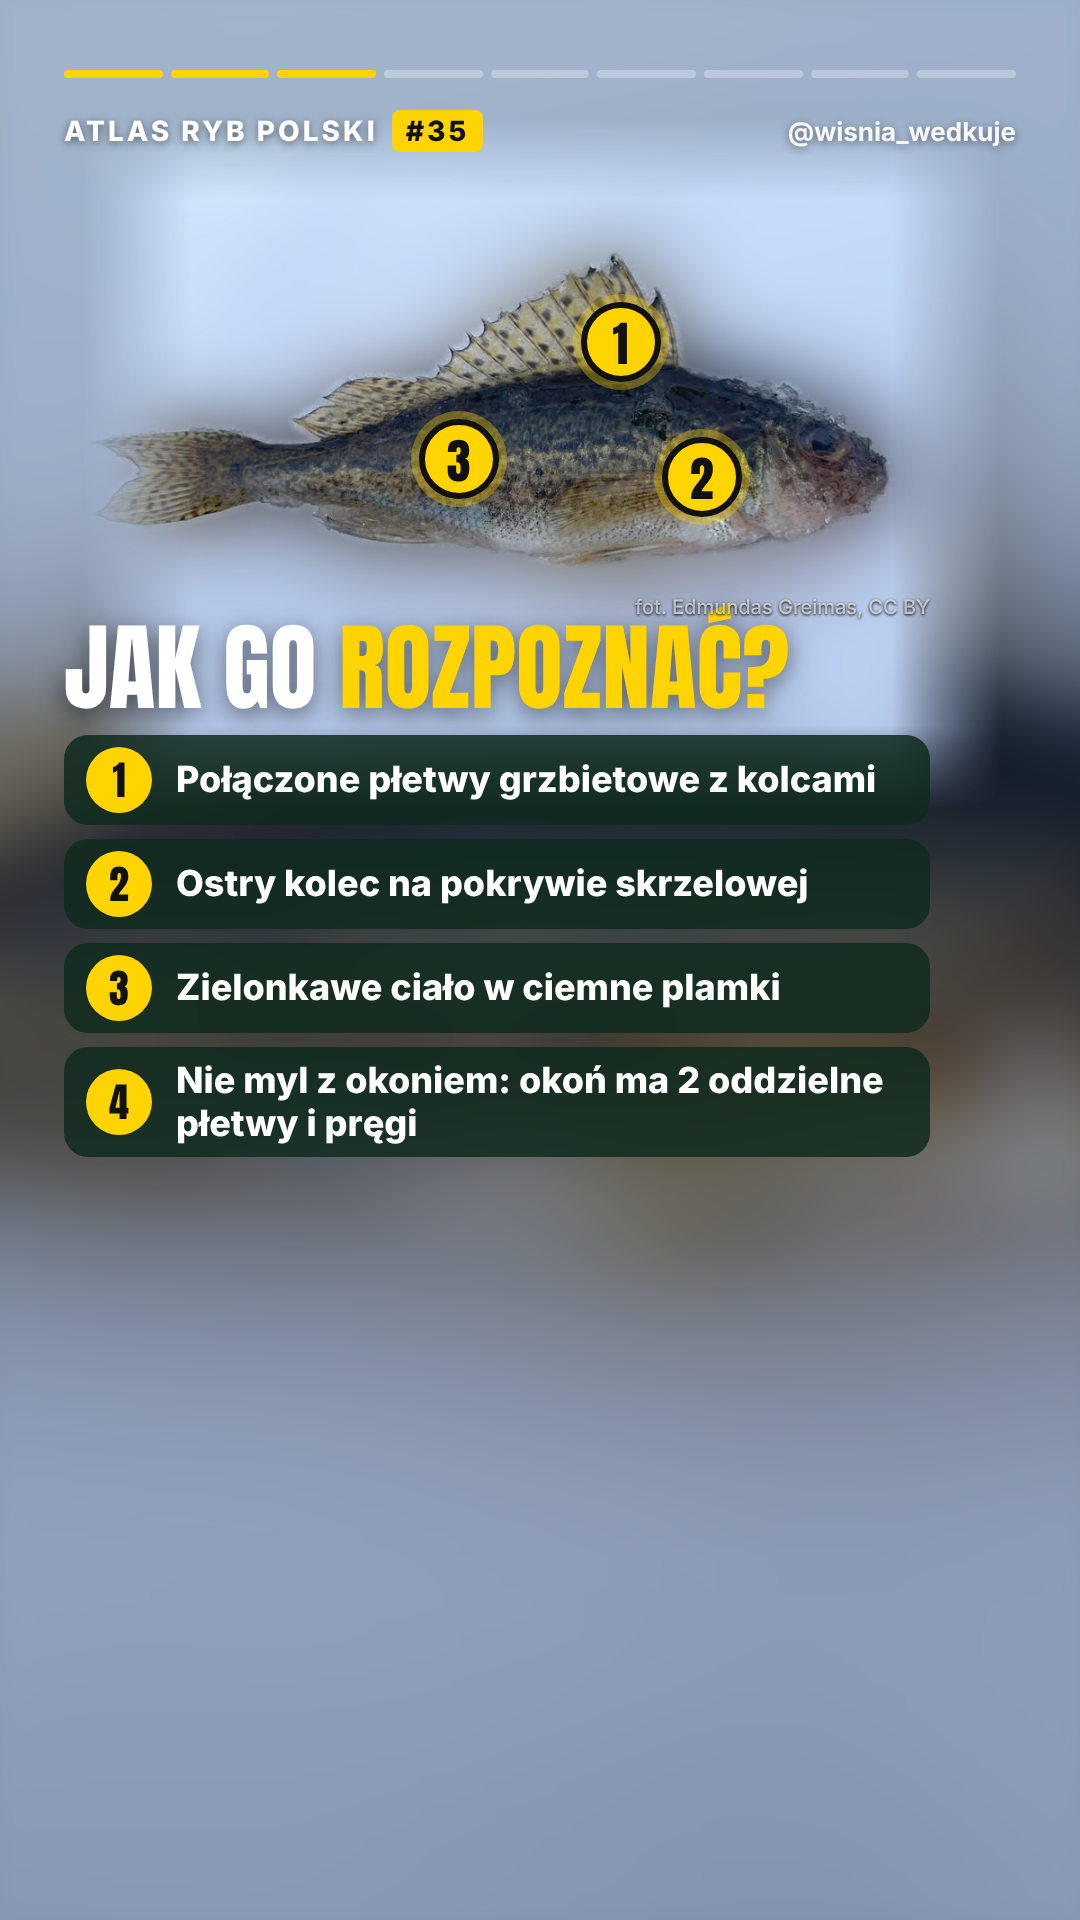 ATLAS RYB POLSKI #35
@wisnia_wedkuje
1
3
2
fot. Edmundas Greimas, CC BY
JAK GO ROZPOZNAĆ?
1 Połączone płetwy grzbietowe z kolcami
2 Ostry kolec na pokrywie skrzelowej
3 Zielonkawe ciało w ciemne plamki
4 Nie myl z okoniem: okoń ma 2 oddzielne
płetwy i pręgi